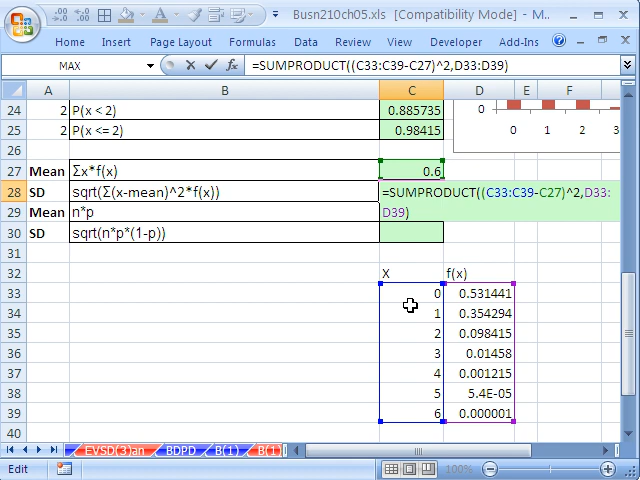 Busn210ch05.xls [Compatibility Mode] - M...
Home Insert Page Layout Formulas Data Review View Developer Add-Ins
MAX fx =SUMPRODUCT((C33:C39-C27)^2,D33:D39)
A B C D E F
24 2 P(x < 2) 0.885735 0
25 2 P(x <= 2) 0.98415 0 1 2 3
26
27 Mean Σx*f(x) 0.6
28 SD sqrt(Σ(x-mean)^2*f(x)) =SUMPRODUCT((C33:C39-C27)^2,D33:
29 Mean n*p D39)
30 SD sqrt(n*p*(1-p))
31
32 X f(x)
33 0 0.531441
34 1 0.354294
35 2 0.098415
36 3 0.01458
37 4 0.001215
38 5 5.4E-05
39 6 0.000001
40
EVSD(3)an BDPD B(1) B(1)
Edit 100%